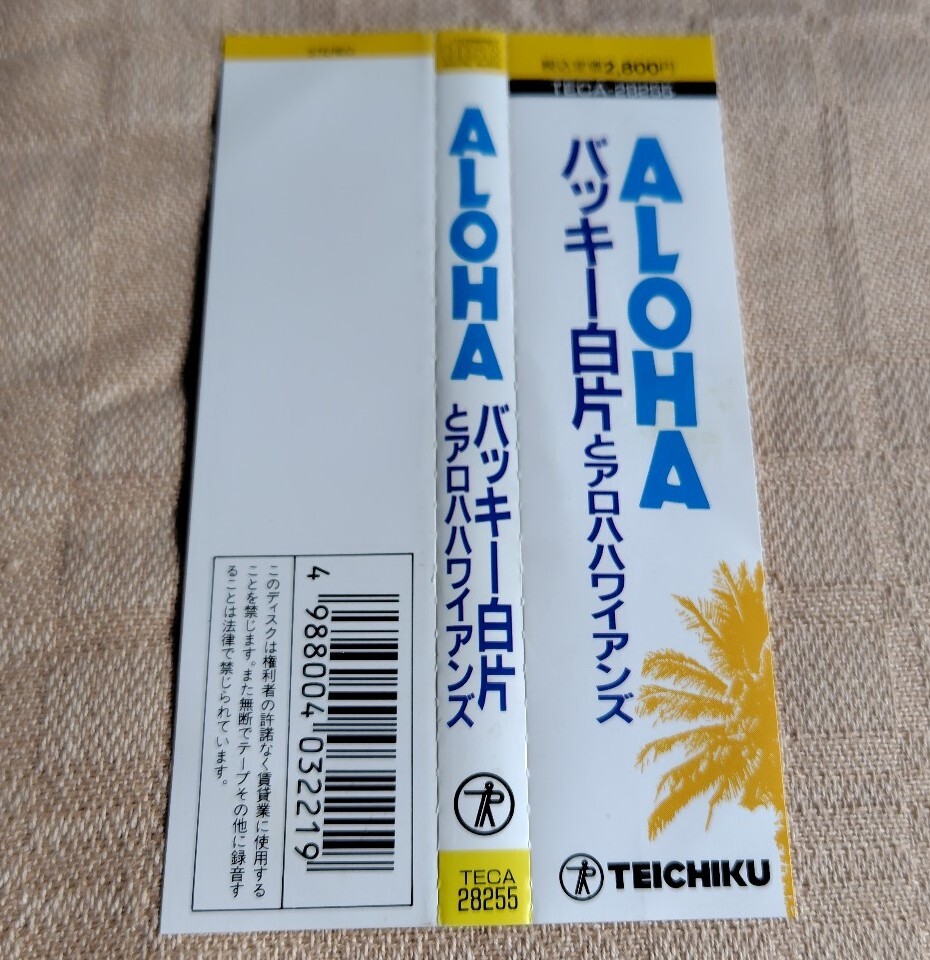 税込定価2,800円
TECA-28255
ALOHA
バッキー白片とアロハハワイアンズ
TEICHIKU
ALOHA
バッキー白片
とアロハハワイアンズ
TECA
28255
STEREO
4 988004 032219
このディスクは権利者の許諾なく賃貸業に使用する
ことを禁じます。また無断でテープその他に録音す
ることは法律で禁じられています。